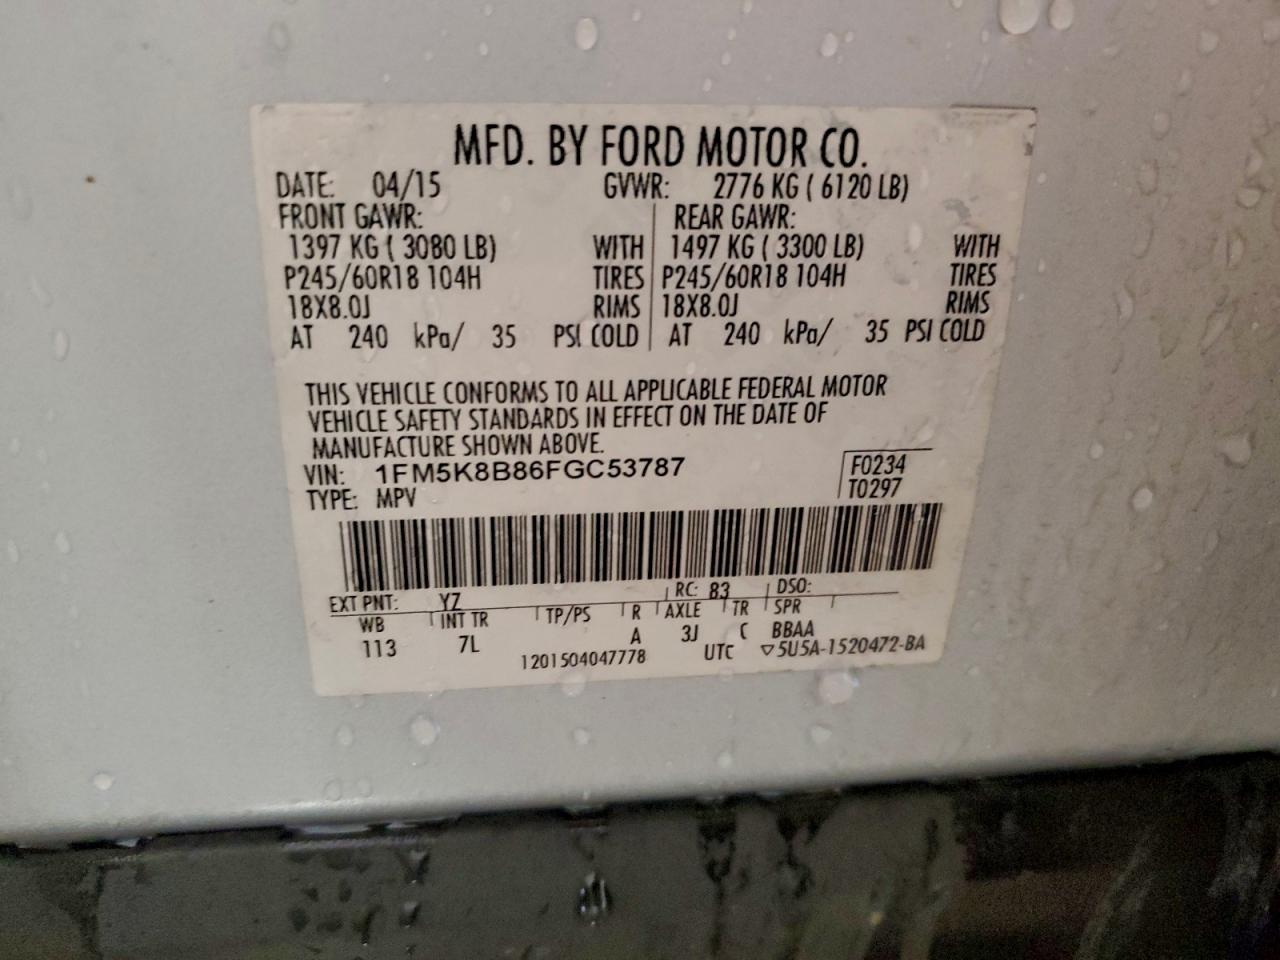 MFD. BY FORD MOTOR CO.
DATE: 04/15 GVWR: 2776 KG ( 6120 LB)
FRONT GAWR: REAR GAWR:
1397 KG ( 3080 LB) WITH 1497 KG ( 3300 LB) WITH
P245/60R18 104H TIRES P245/60R18 104H TIRES
18X8.0J RIMS 18X8.0J RIMS
AT 240 kPa/ 35 PSI COLD AT 240 kPa/ 35 PSI COLD
THIS VEHICLE CONFORMS TO ALL APPLICABLE FEDERAL MOTOR
VEHICLE SAFETY STANDARDS IN EFFECT ON THE DATE OF
MANUFACTURE SHOWN ABOVE.
VIN: 1FM5K8B86FGC53787 F0234
TYPE: MPV T0297
EXT PNT: YZ RC: 83 DSO:
WB INT TR TP/PS R AXLE TR SPR
113 7L A 3J C BBAA
1201504047778 UTC ▽5U5A-1520472-BA